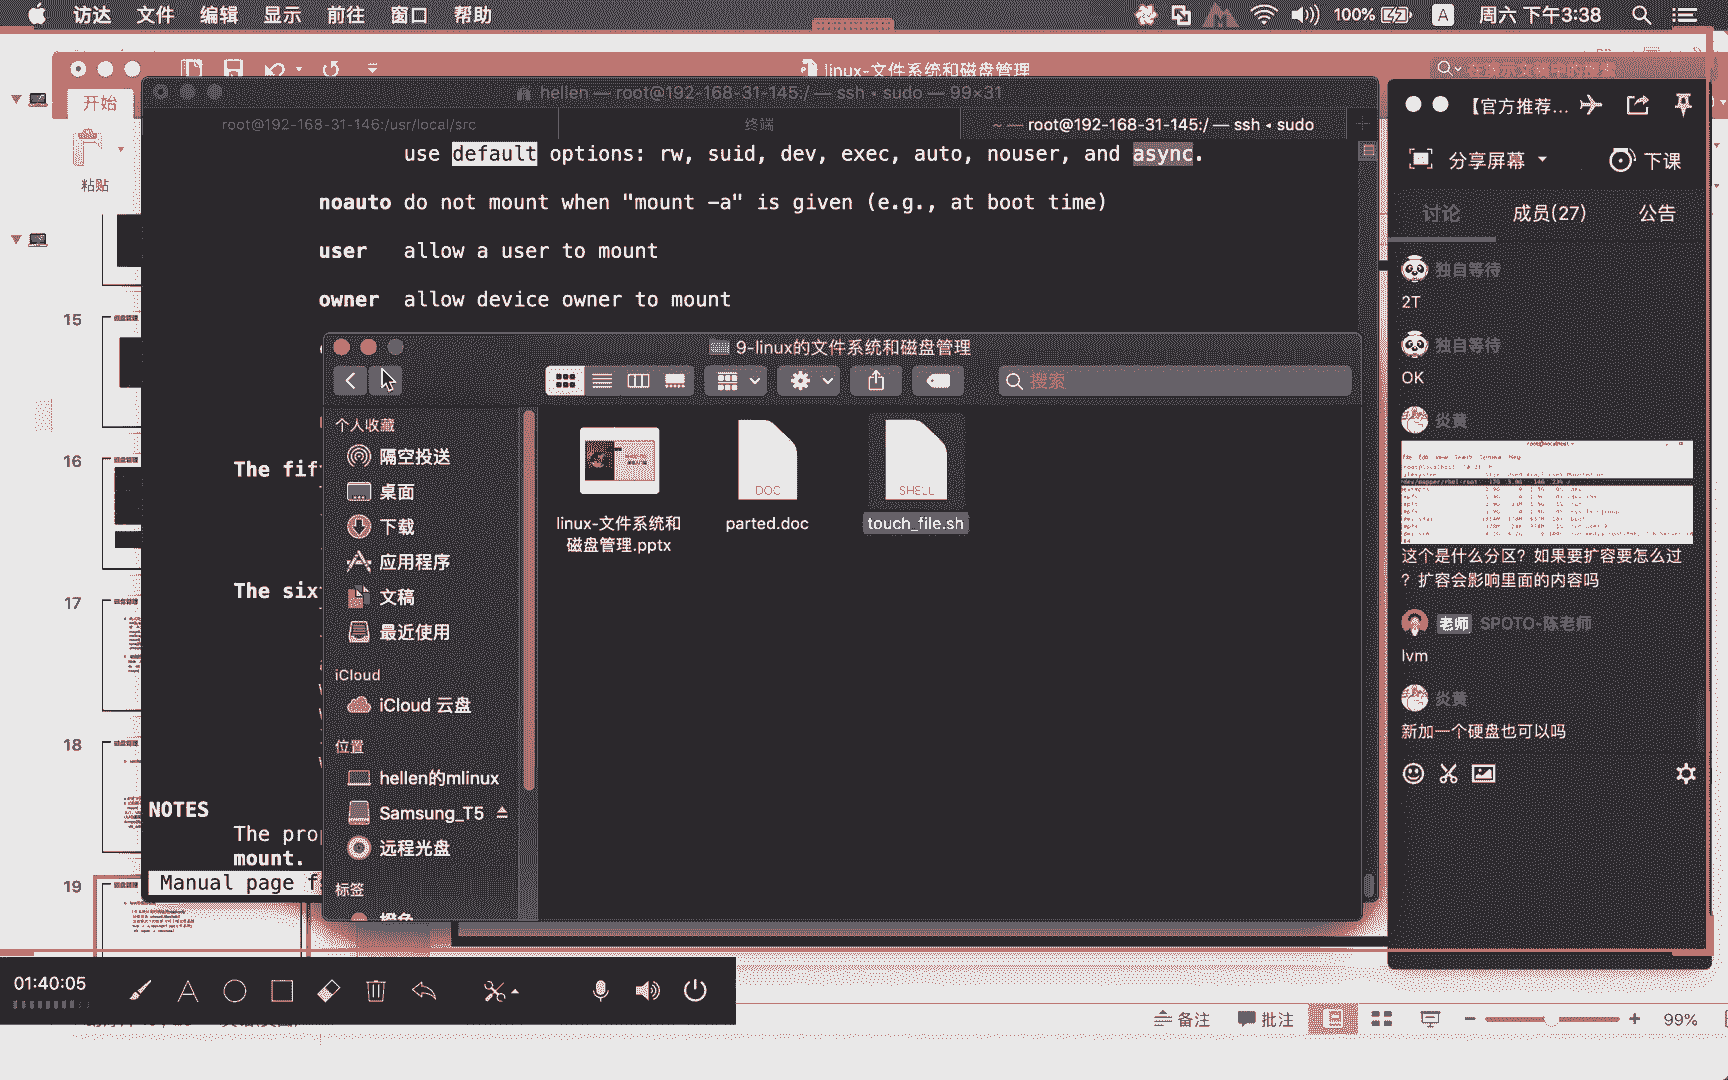 访达 文件 编辑 显示 前往 窗口 帮助
100% A 周六 下午3:38
linux-文件系统和磁盘管理
开始
粘贴
15
16
17
18
19
hellen — root@192-168-31-145:/ — ssh • sudo — 99×31
root@192-168-31-146:/usr/local/src
终端
~ — root@192-168-31-145:/ — ssh • sudo
use default options: rw, suid, dev, exec, auto, nouser, and async.
noauto do not mount when "mount -a" is given (e.g., at boot time)
user allow a user to mount
owner allow device owner to mount
The fif
The six
NOTES
The pro
mount.
Manual page f
9-linux的文件系统和磁盘管理
搜索
个人收藏
隔空投送
桌面
下载
应用程序
文稿
最近使用
iCloud
iCloud 云盘
位置
hellen的mlinux
Samsung_T5
远程光盘
标签
橙色
linux-文件系统和
磁盘管理.pptx
DOC
parted.doc
SHELL
touch_file.sh
【官方推荐...
分享屏幕
下课
讨论 成员(27) 公告
独自等待
2T
独自等待
OK
炎黄
这个是什么分区？如果要扩容要怎么过
？扩容会影响里面的内容吗
老师 SPOTO-陈老师
lvm
炎黄
新加一个硬盘也可以吗
01:40:05
备注
批注
99%